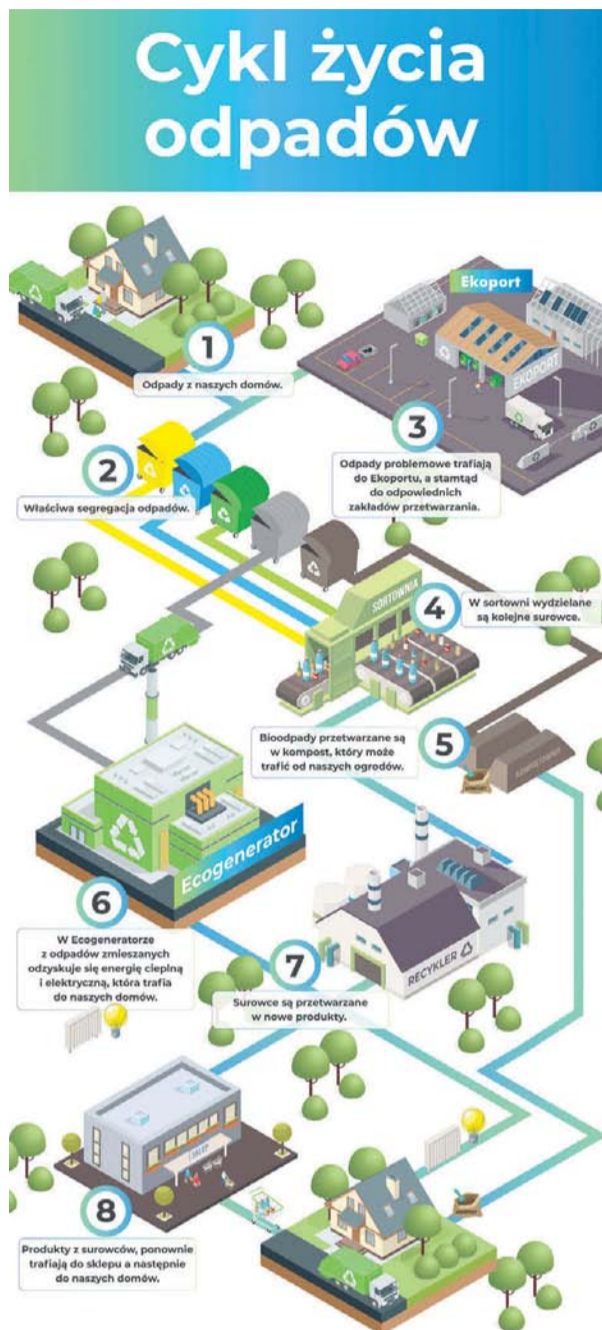 Cykl życia
odpadów
1
Odpady z naszych domów.
Ekoport
EKOPORT
3
Odpady problemowe trafiają
do Ekoportu, a stamtąd
do odpowiednich
zakładów przetwarzania.
2
Właściwa segregacja odpadów.
SORTOWNIA
4
W sortowni wydzielane
są kolejne surowce.
Bioodpady przetwarzane są
w kompost, który może
trafić od naszych ogrodów.
5
KOMPOSTOWNIA
Ecogenerator
6
W Ecogeneratorze
z odpadów zmieszanych
odzyskuje się energię cieplną
i elektryczną, która trafia
do naszych domów.
RECYKLER
7
Surowce są przetwarzane
w nowe produkty.
SKLEP
8
Produkty z surowców, ponownie
trafiają do sklepu a następnie
do naszych domów.